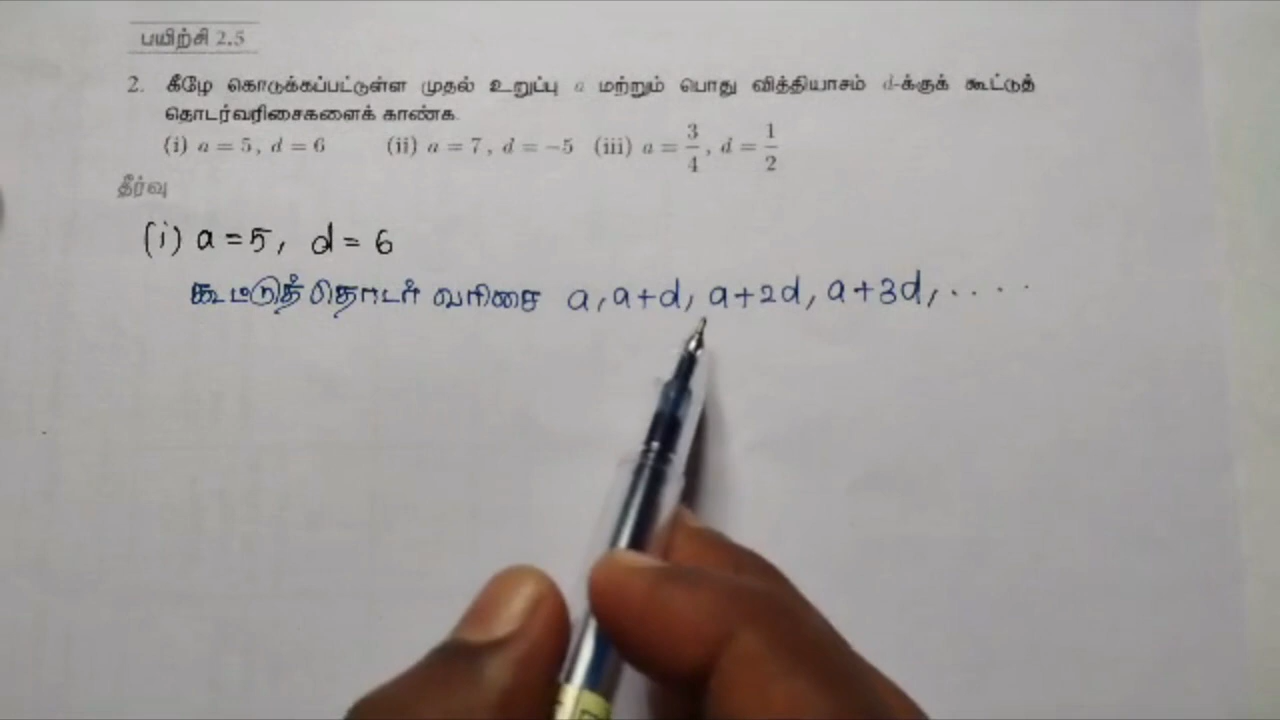 பயிற்சி 2.5
2. கீழே கொடுக்கப்பட்டுள்ள முதல் உறுப்பு a மற்றும் பொது வித்தியாசம் d-க்குக் கூட்டுத்
தொடர்வரிசைகளைக் காண்க.
(i) a = 5, d = 6 (ii) a = 7, d = −5 (iii) a = 3/4, d = 1/2
தீர்வு
(i) a = 5, d = 6
கூட்டுத் தொடர் வரிசை a, a+d, a+2d, a+3d, . . . .